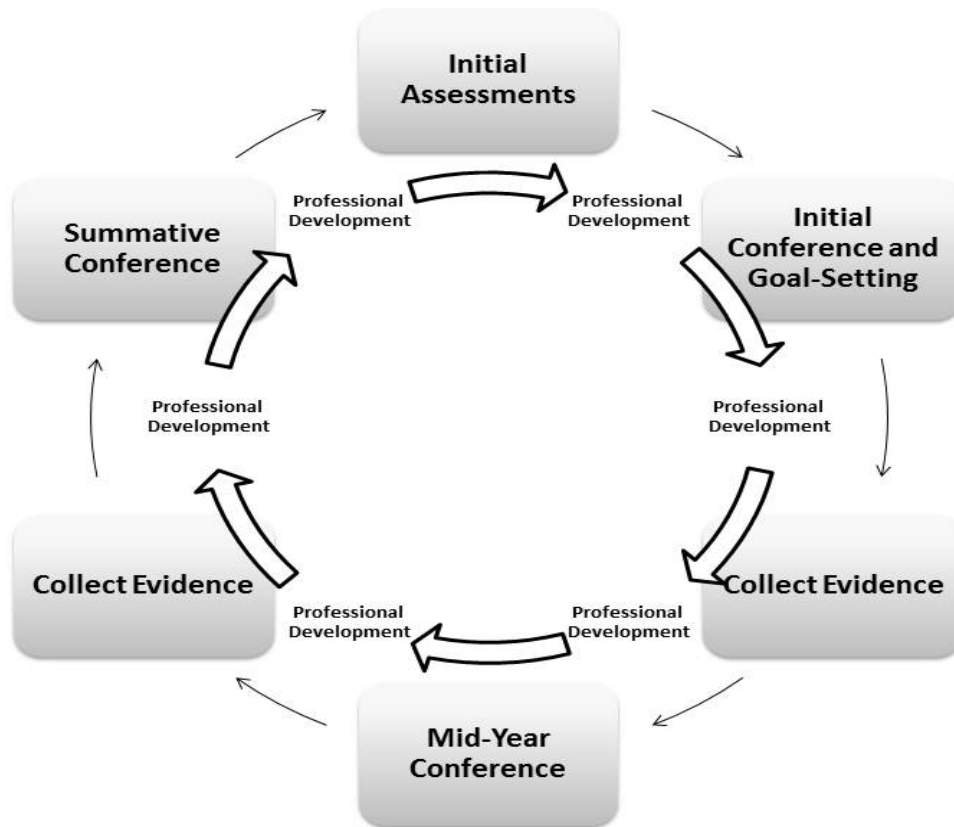 Initial
Assessments
Professional
Development
Professional
Development
Summative
Conference
Initial
Conference and
Goal-Setting
Professional
Development
Professional
Development
Collect Evidence
Collect Evidence
Professional
Development
Professional
Development
Mid-Year
Conference